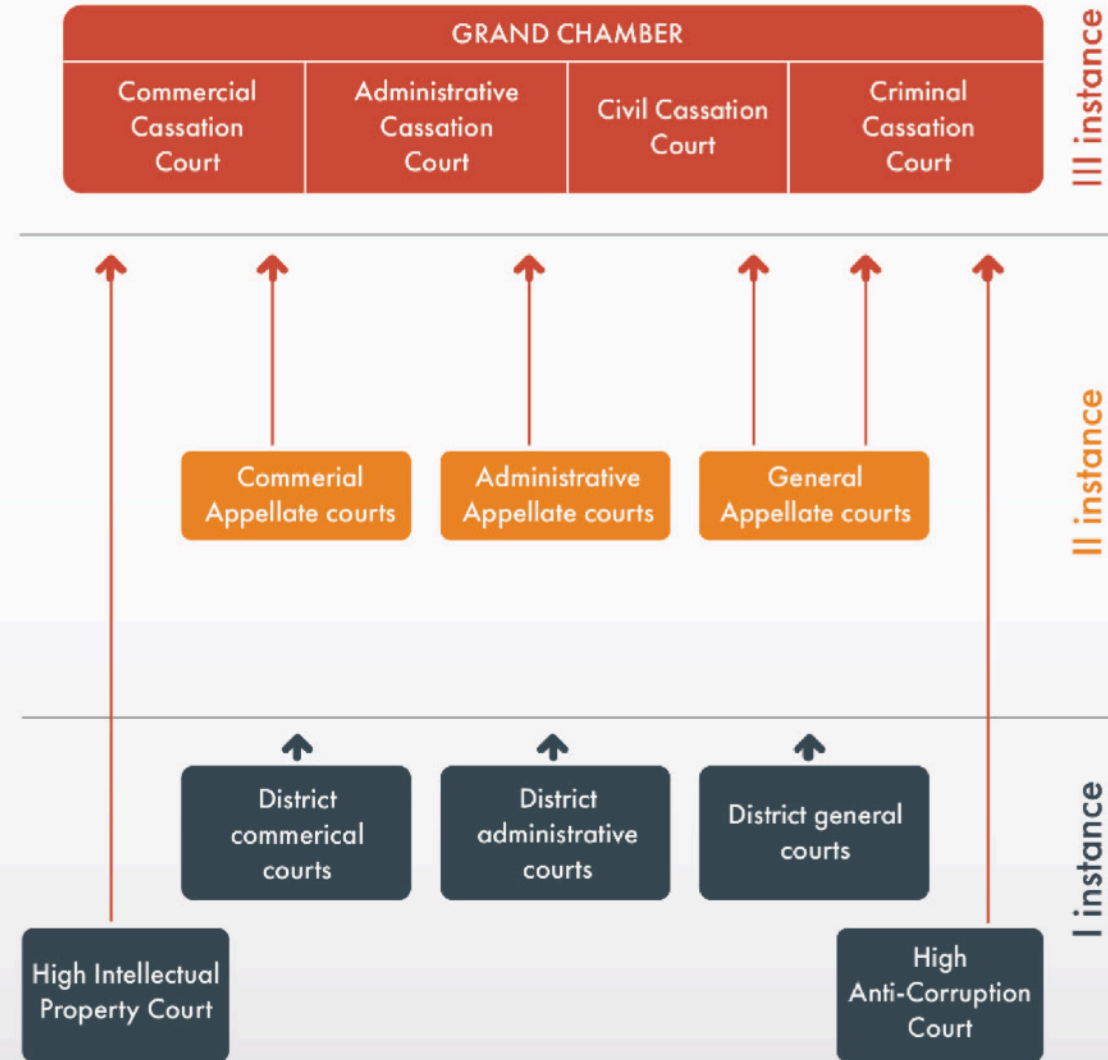 GRAND CHAMBER
Commercial
Cassation
Court
Administrative
Cassation
Court
Civil Cassation
Court
Criminal
Cassation
Court
III instance
Commerial
Appellate courts
Administrative
Appellate courts
General
Appellate courts
II instance
District
commerical
courts
District
administrative
courts
District general
courts
I instance
High Intellectual
Property Court
High
Anti-Corruption
Court